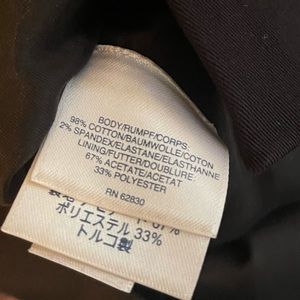 BODY/RUMPF/CORPS
98% COTTON/BAUMWOLLE/COTON
2% SPANDEX/ELASTANE/ELASTHANNE
LINING/FUTTER/DOUBLURE
67% ACETATE/ACETAT
33% POLYESTER
RN 62830
67%
ポリエステル 33%
トルコ製